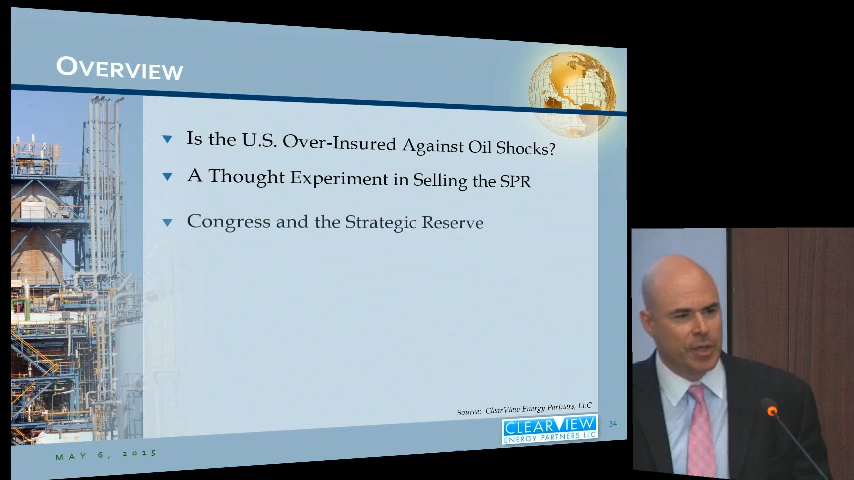 OVERVIEW
Is the U.S. Over-Insured Against Oil Shocks?
A Thought Experiment in Selling the SPR
Congress and the Strategic Reserve
Source: ClearView Energy Partners, LLC
CLEARVIEW
ENERGY PARTNERS LLC
34
MAY 6, 2025